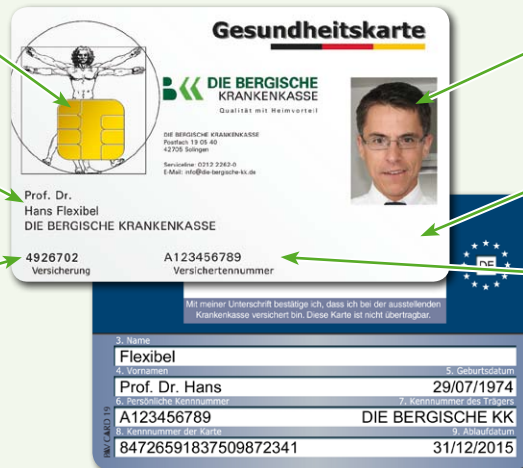 Gesundheitskarte
DIE BERGISCHE
KRANKENKASSE
Qualität mit Heimvorteil
DIE BERGISCHE KRANKENKASSE
Postfach 19 05 40
42705 Solingen
Serviceline: 0212 2262-0
E-Mail: info@die-bergische-kk.de
Prof. Dr.
Hans Flexibel
DIE BERGISCHE KRANKENKASSE
4926702 A123456789
Versicherung Versichertennummer
DE
Mit meiner Unterschrift bestätige ich, dass ich bei der ausstellenden
Krankenkasse versichert bin. Diese Karte ist nicht übertragbar.
3. Name
Flexibel
4. Vornamen 5. Geburtsdatum
Prof. Dr. Hans 29/07/1974
6. Persönliche Kennnummer 7. Kennnummer des Trägers
A123456789 DIE BERGISCHE KK
8. Kennnummer der Karte 9. Ablaufdatum
84726591837509872341 31/12/2015